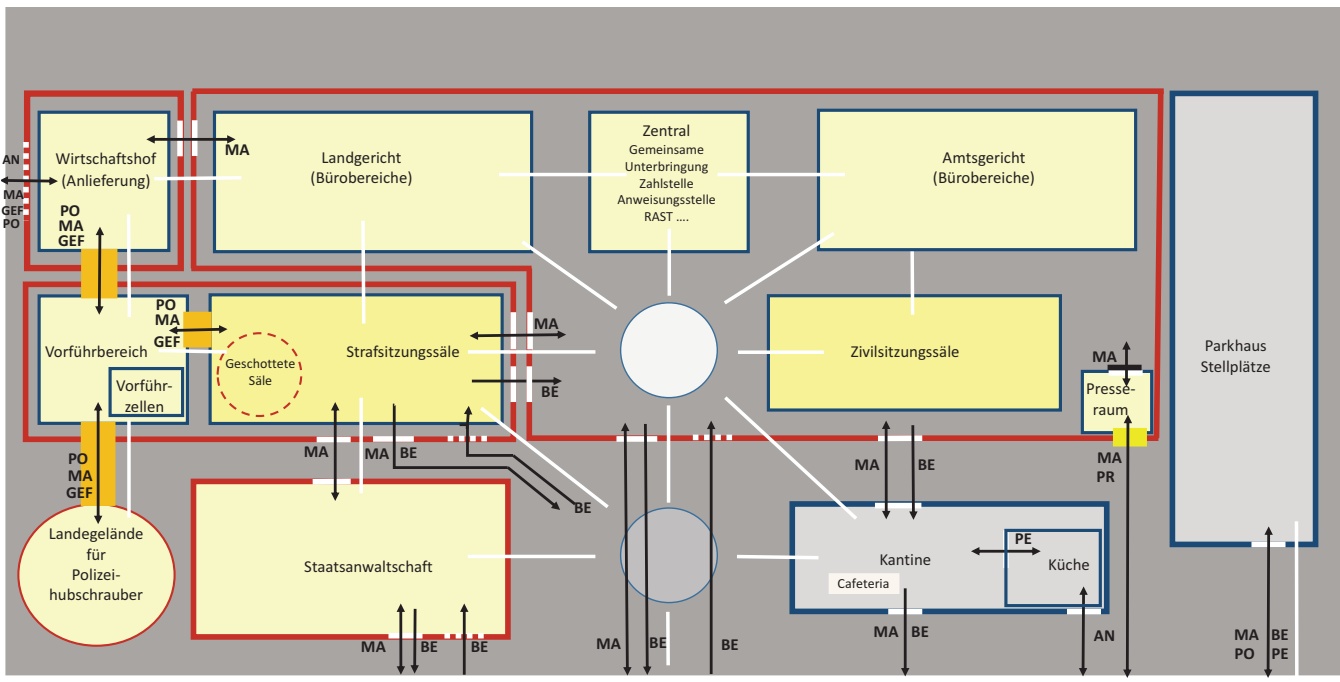 AN
MA
GEF
PO
Wirtschaftshof
(Anlieferung)
PO
MA
GEF
MA
Landgericht
(Bürobereiche)
Zentral
Gemeinsame
Unterbringung
Zahlstelle
Anweisungsstelle
RAST ....
Amtsgericht
(Bürobereiche)
Parkhaus
Stellplätze
Vorführbereich
Vorführ-
zellen
PO
MA
GEF
Geschottete
Säle
Strafsitzungssäle
MA
BE
Zivilsitzungssäle
MA
Presse-
raum
PO
MA
GEF
MA
MA
BE
BE
MA
BE
MA
PR
Landegelände
für
Polizei-
hubschrauber
Staatsanwaltschaft
Kantine
Cafeteria
PE
Küche
MA
BE
BE
MA
BE
BE
MA
BE
AN
MA
PO
BE
PE